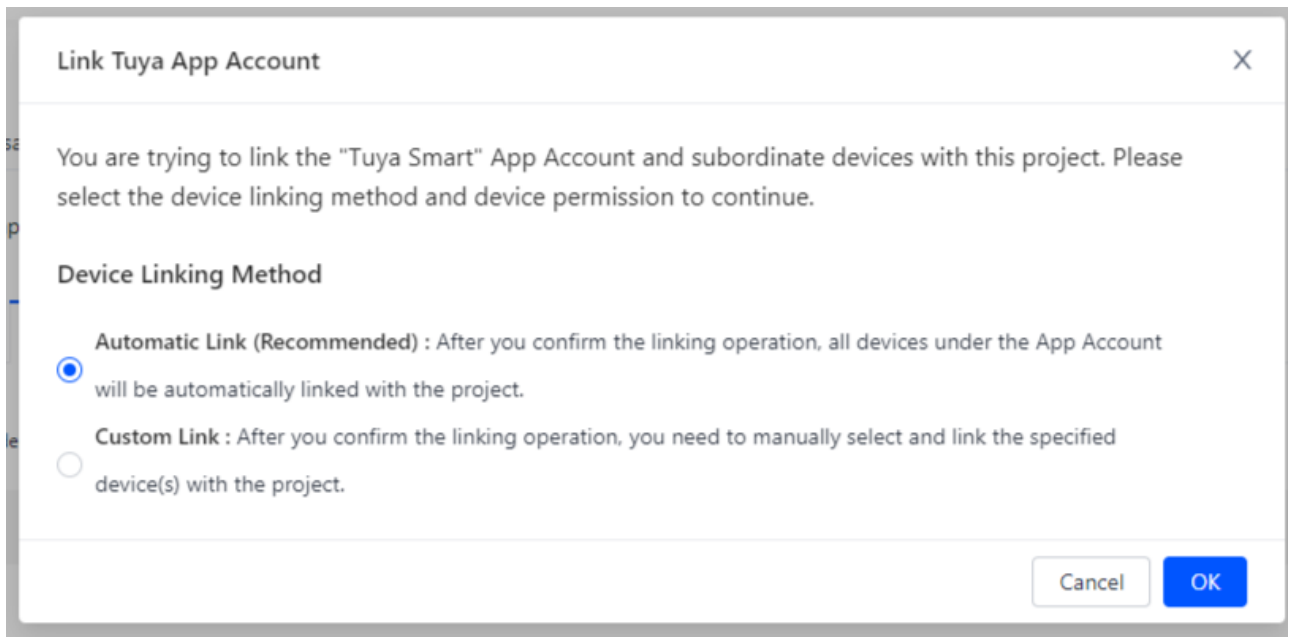 Link Tuya App Account
You are trying to link the "Tuya Smart" App Account and subordinate devices with this project. Please
select the device linking method and device permission to continue.
Device Linking Method
Automatic Link (Recommended) : After you confirm the linking operation, all devices under the App Account
will be automatically linked with the project.
Custom Link : After you confirm the linking operation, you need to manually select and link the specified
device(s) with the project.
Cancel
OK